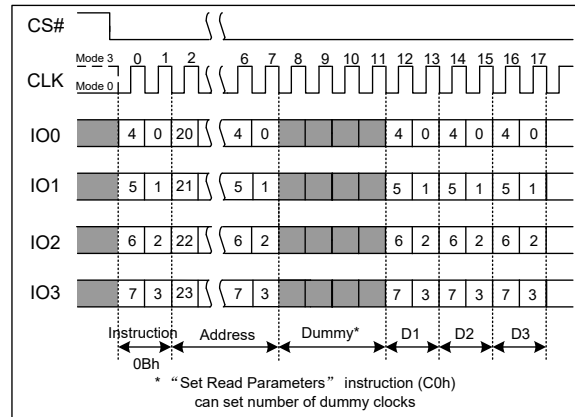 CS#
Mode 3 0 1 2 6 7 8 9 10 11 12 13 14 15 16 17
CLK
Mode 0
IO0 4 0 20 4 0 4 0 4 0 4 0
IO1 5 1 21 5 1 5 1 5 1 5 1
IO2 6 2 22 6 2 6 2 6 2 6 2
IO3 7 3 23 7 3 7 3 7 3 7 3
Instruction Address Dummy* D1 D2 D3
0Bh
* “Set Read Parameters” instruction (C0h)
can set number of dummy clocks